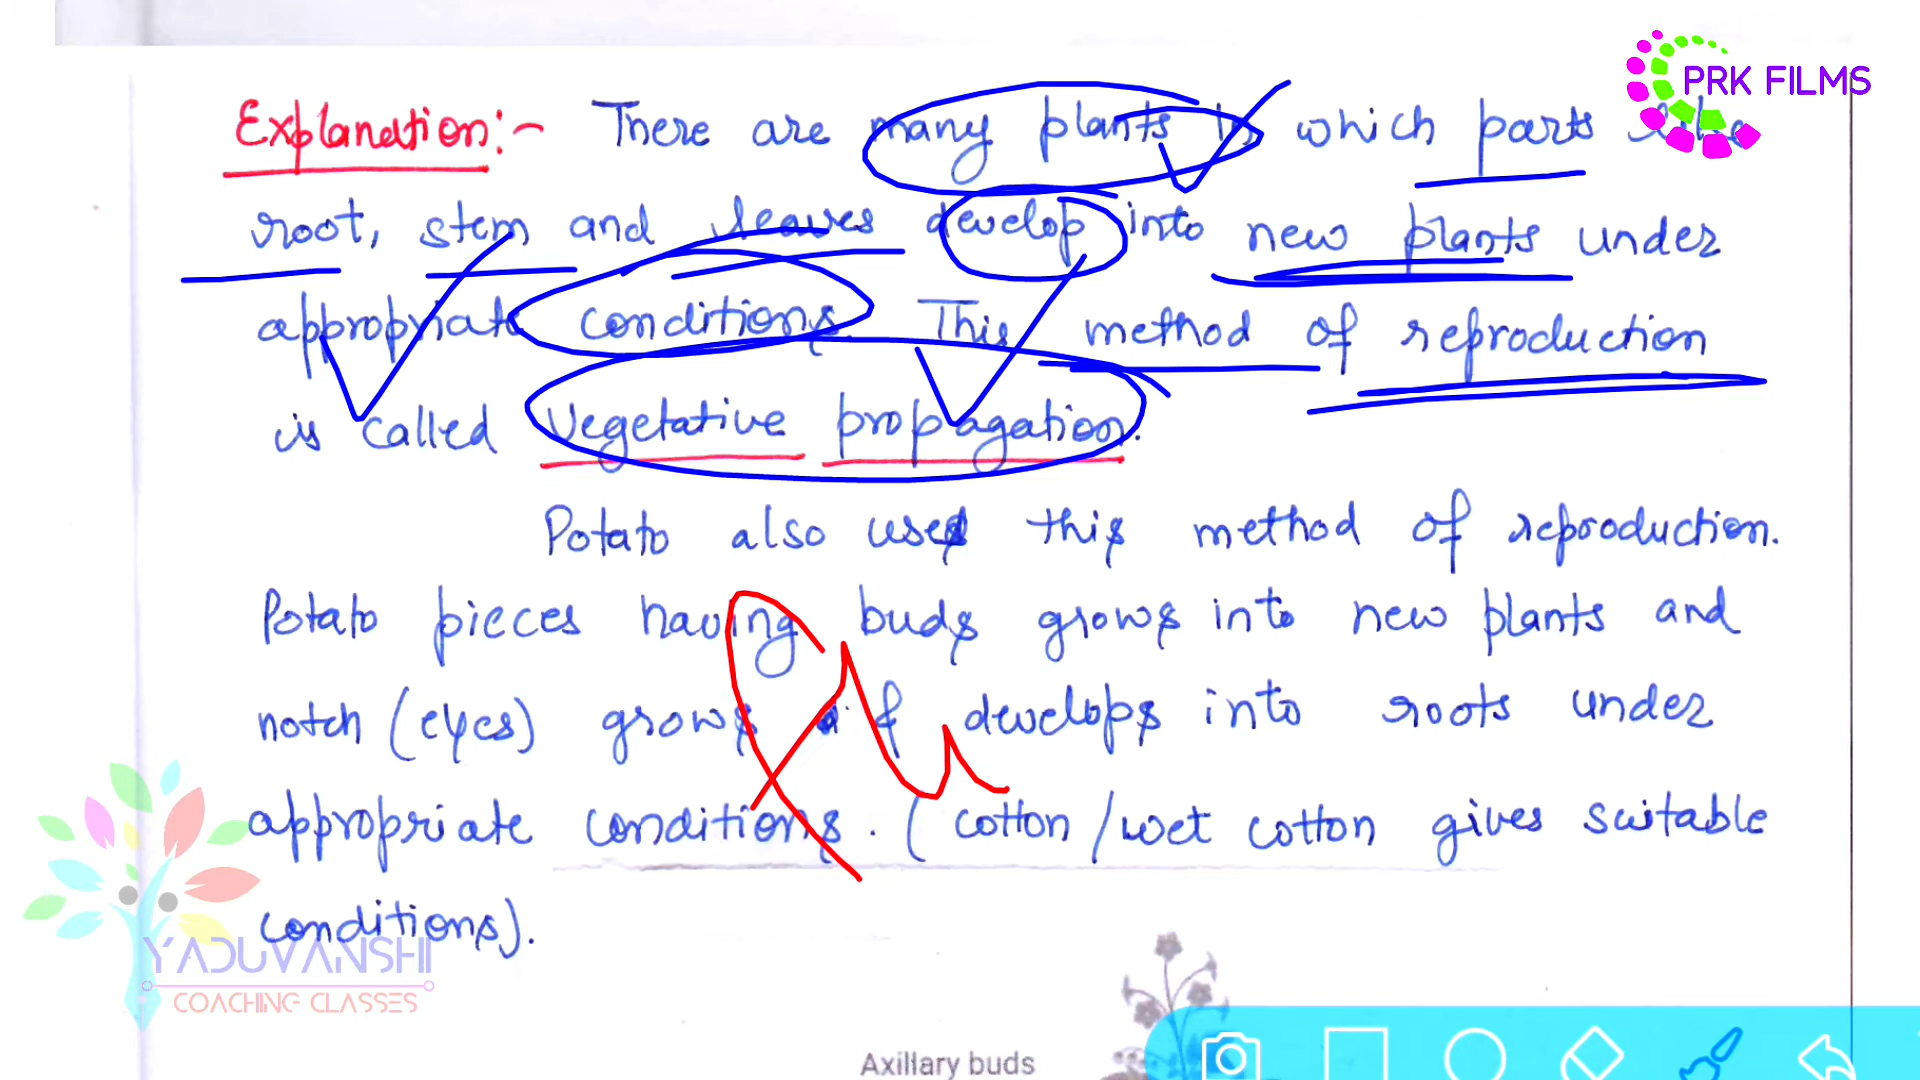 PRK FILMS
Explanation:- There are many plants in which parts like
root, stem and leaves develop into new plants under
appropriate conditions. This method of reproduction
is called vegetative propagation.
Potato also uses this method of reproduction.
Potato pieces having buds grows into new plants and
notch (eyes) grows & develops into roots under
appropriate conditions. (cotton/wet cotton gives suitable
conditions).
YADUVANSHI
COACHING CLASSES
Axillary buds